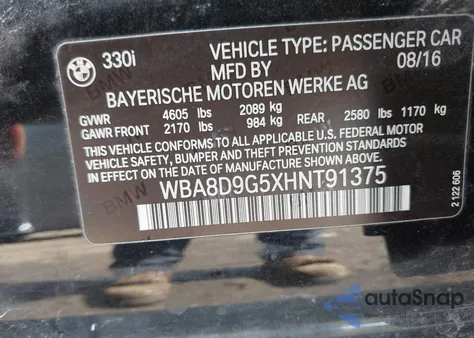 330i
VEHICLE TYPE: PASSENGER CAR
MFD BY 08/16
BAYERISCHE MOTOREN WERKE AG
GVWR 4605 lbs 2089 kg
GAWR FRONT 2170 lbs 984 kg REAR 2580 lbs 1170 kg
THIS VEHICLE CONFORMS TO ALL APPLICABLE U.S. FEDERAL MOTOR
VEHICLE SAFETY, BUMPER, AND THEFT PREVENTION STANDARDS
IN EFFECT ON THE DATE OF MANUFACTURE SHOWN ABOVE.
WBA8D9G5XHNT91375
2 122 606
autoSnap